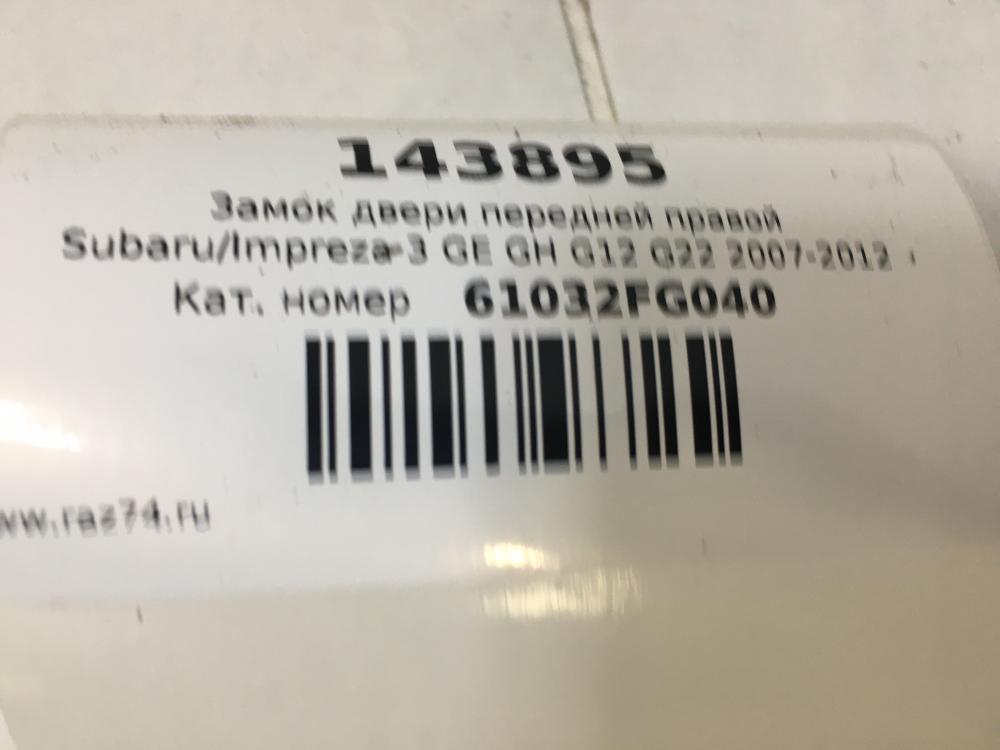 143895
Замок двери передней правой
Subaru/Impreza-3 GE GH G12 G22 2007-2012
Кат. номер 61032FG040
ww.raz74.ru